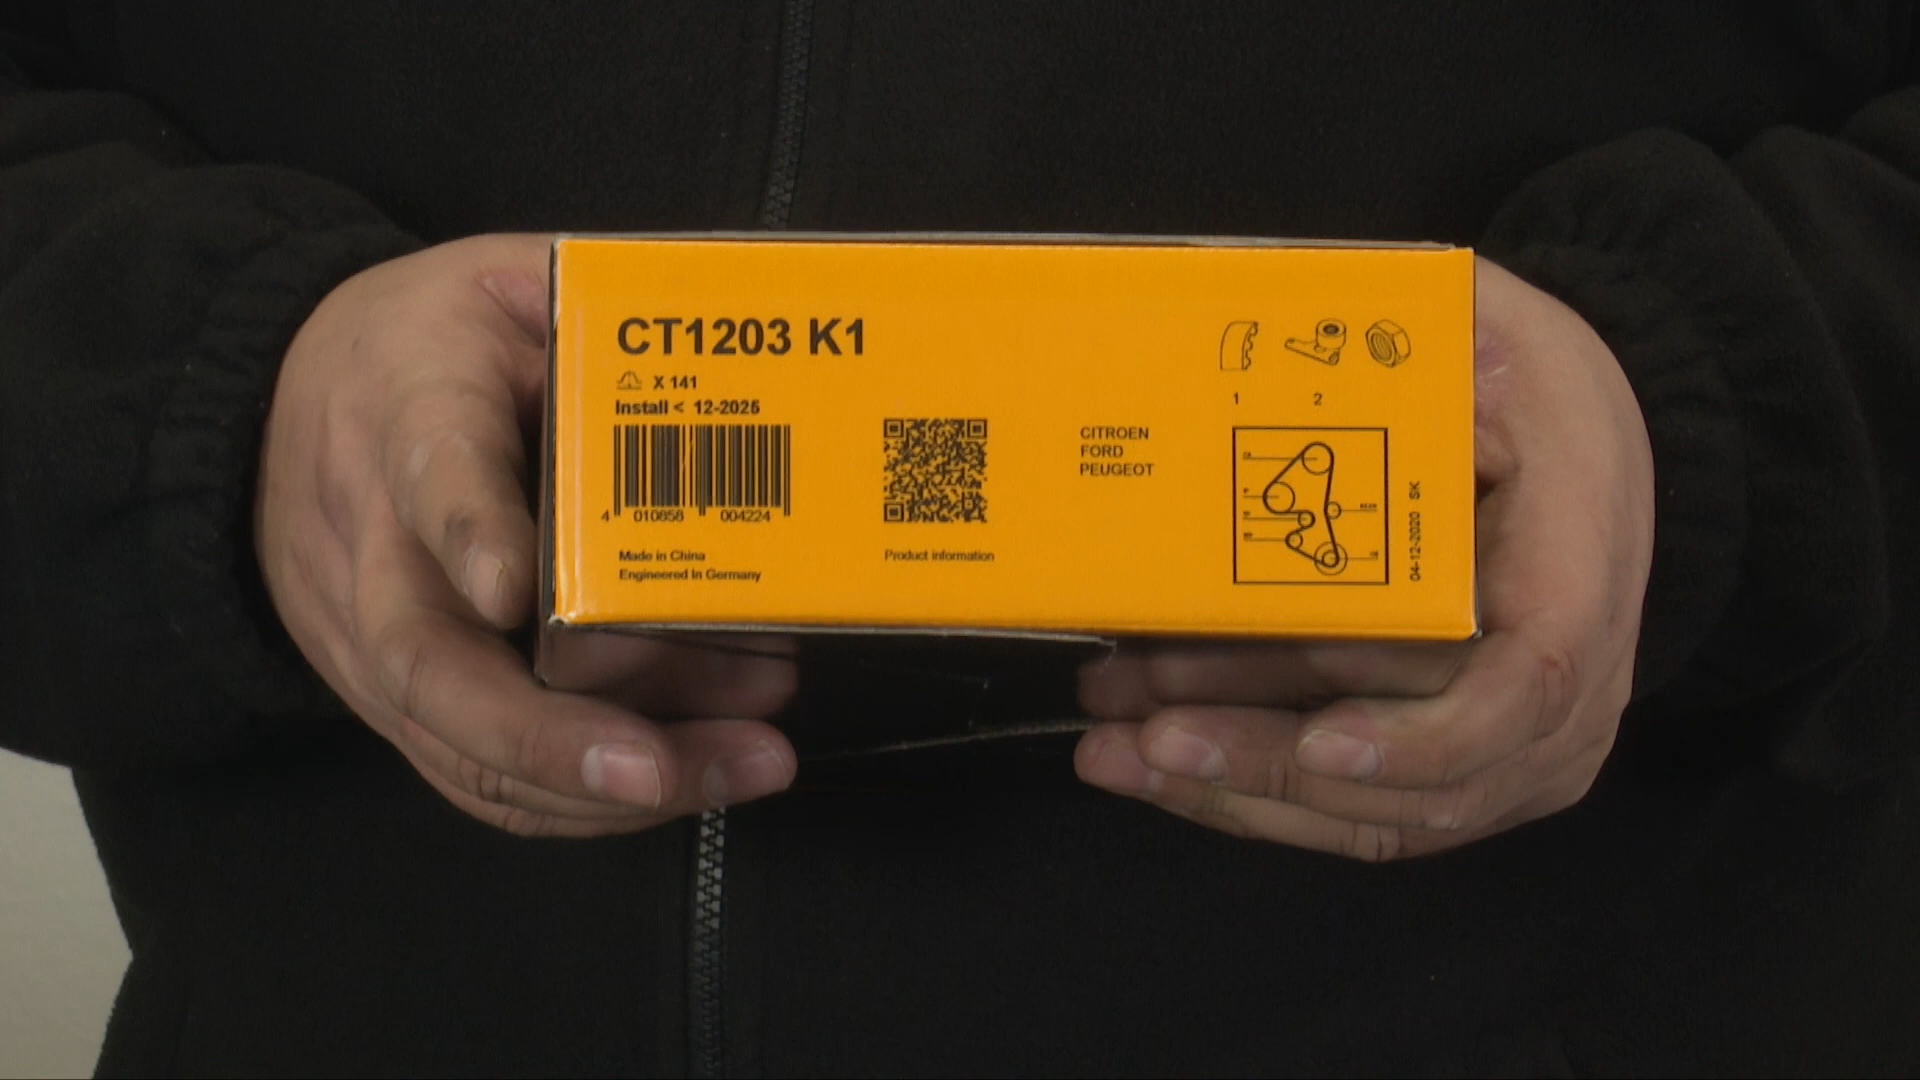 CT1203 K1
X 141
Install < 12-2025
4 010858 004224
Made in China
Engineered In Germany
Product information
CITROEN
FORD
PEUGEOT
1 2
04-12-2020 SK